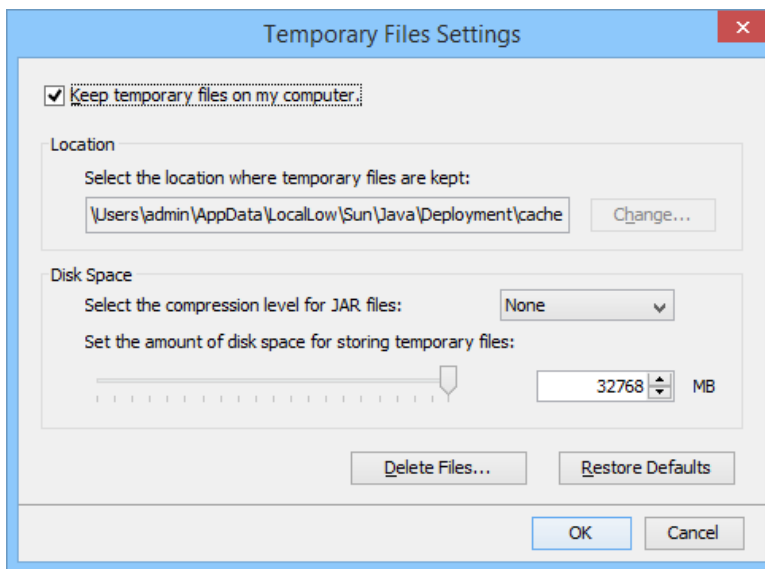 Temporary Files Settings
Keep temporary files on my computer.
Location
Select the location where temporary files are kept:
\Users\admin\AppData\LocalLow\Sun\Java\Deployment\cache
Change...
Disk Space
Select the compression level for JAR files:
None
Set the amount of disk space for storing temporary files:
32768
MB
Delete Files...
Restore Defaults
OK
Cancel